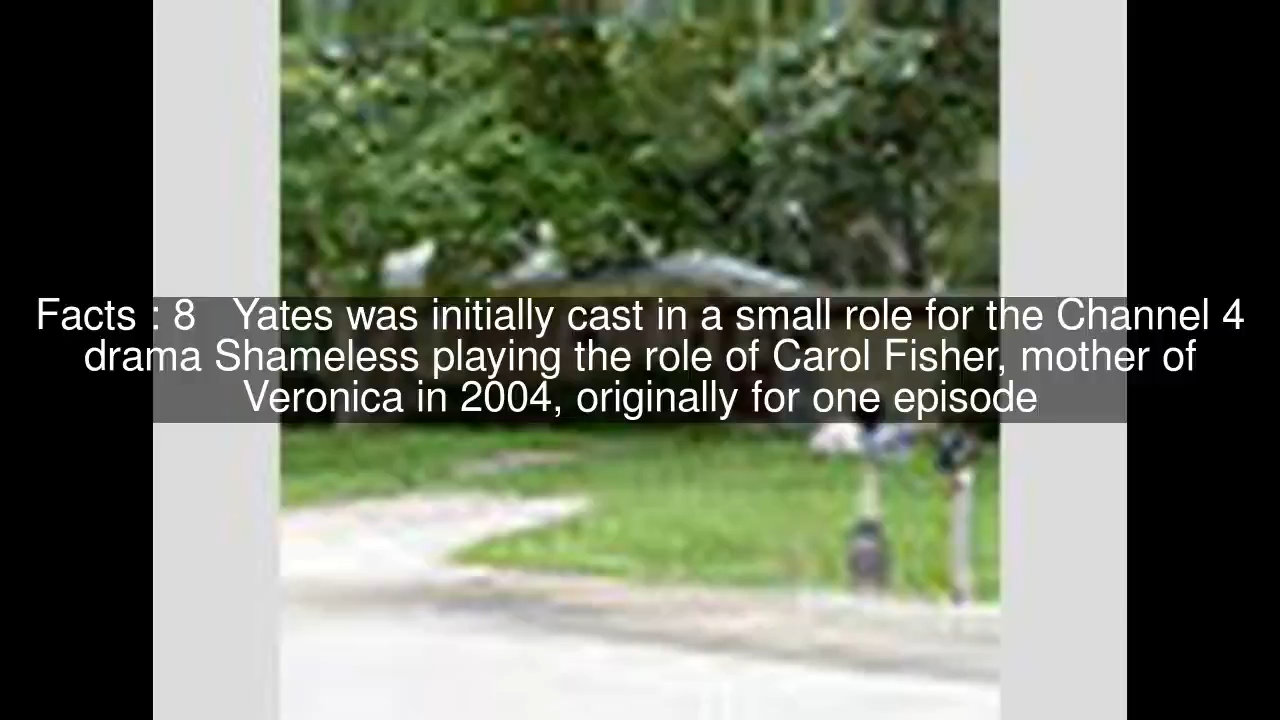 Facts : 8   Yates was initially cast in a small role for the Channel 4
drama Shameless playing the role of Carol Fisher, mother of
Veronica in 2004, originally for one episode